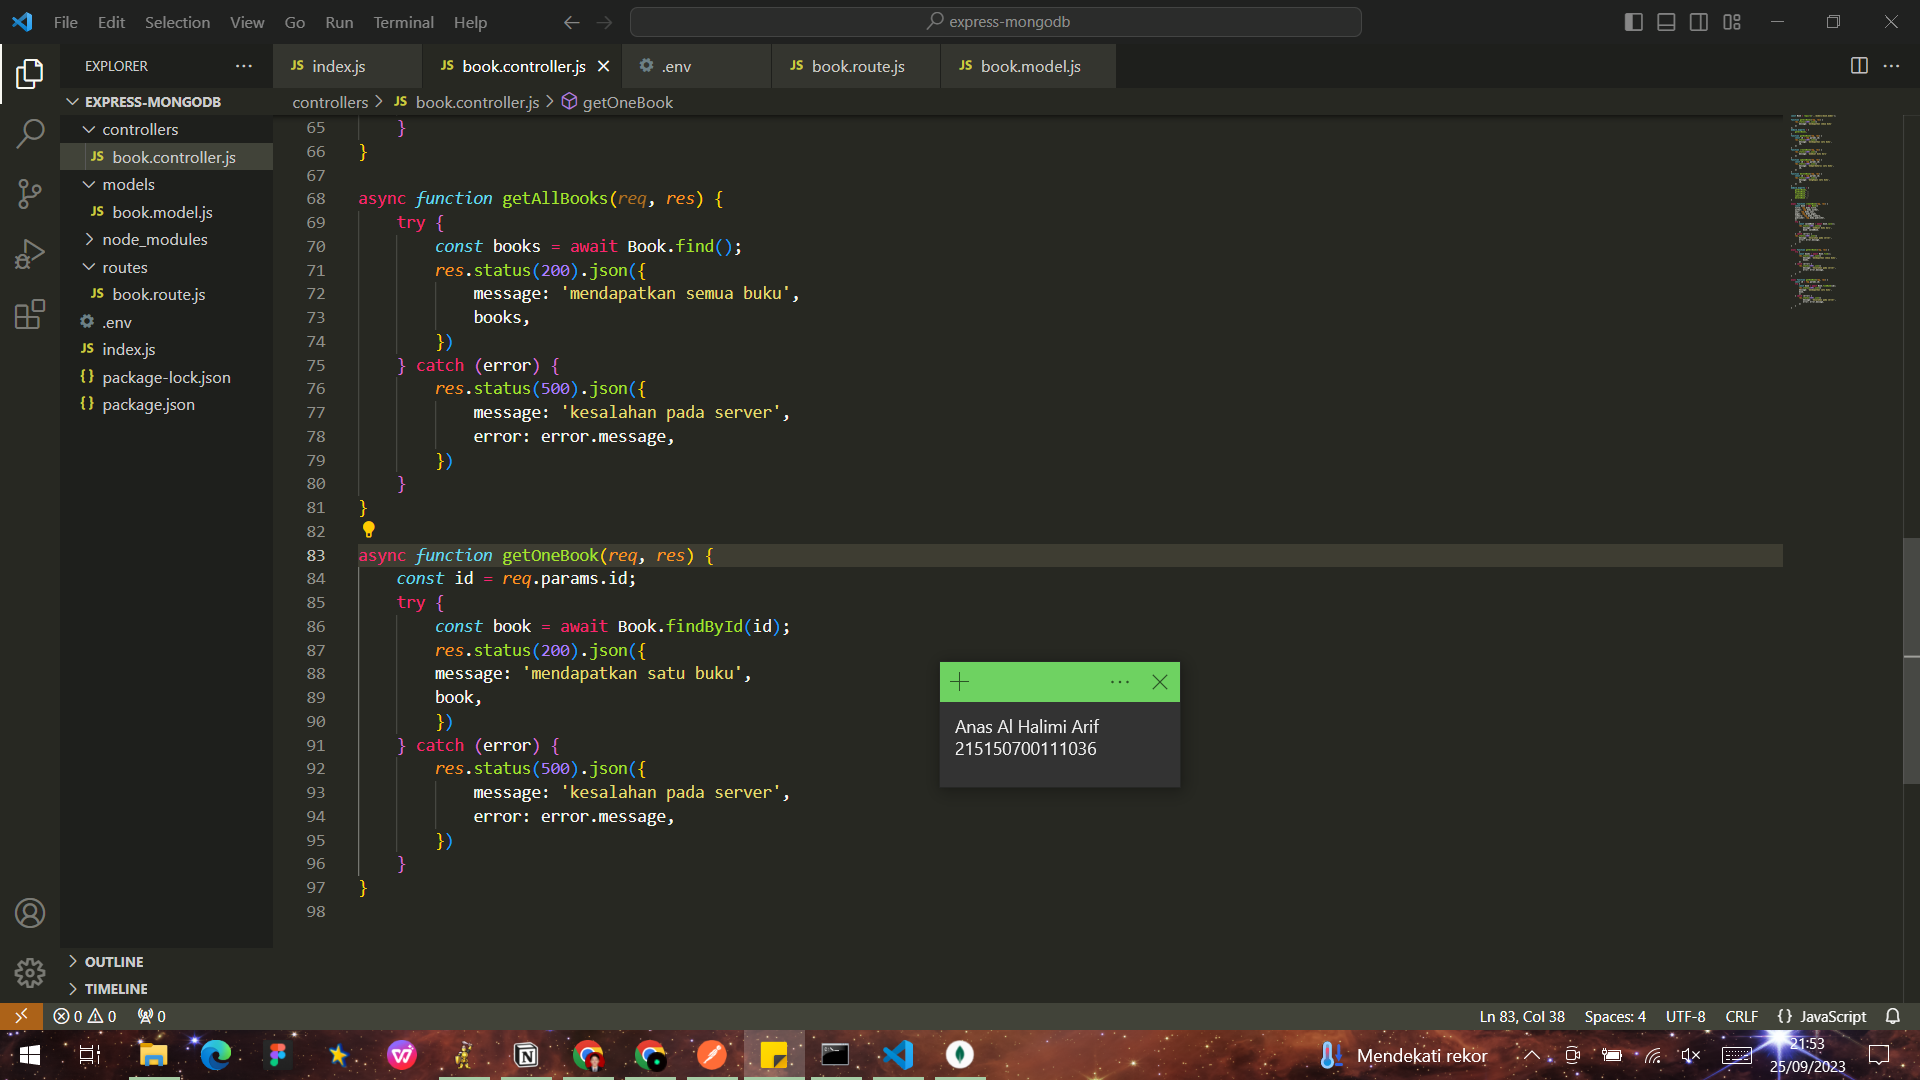 File Edit Selection View Go Run Terminal Help
express-mongodb
EXPLORER
index.js
book.controller.js
.env
book.route.js
book.model.js
EXPRESS-MONGODB
controllers
book.controller.js
models
book.model.js
node_modules
routes
book.route.js
.env
index.js
package-lock.json
package.json
OUTLINE
TIMELINE
controllers > JS book.controller.js > getOneBook
65 }
66 }
67
68 async function getAllBooks(req, res) {
69 try {
70 const books = await Book.find();
71 res.status(200).json({
72 message: 'mendapatkan semua buku',
73 books,
74 })
75 } catch (error) {
76 res.status(500).json({
77 message: 'kesalahan pada server',
78 error: error.message,
79 })
80 }
81 }
82
83 async function getOneBook(req, res) {
84 const id = req.params.id;
85 try {
86 const book = await Book.findById(id);
87 res.status(200).json({
88 message: 'mendapatkan satu buku',
89 book,
90 })
91 } catch (error) {
92 res.status(500).json({
93 message: 'kesalahan pada server',
94 error: error.message,
95 })
96 }
97 }
98
Anas Al Halimi Arif
215150700111036
0 0 0
Ln 83, Col 38 Spaces: 4 UTF-8 CRLF {} JavaScript
Mendekati rekor
21:53
25/09/2023